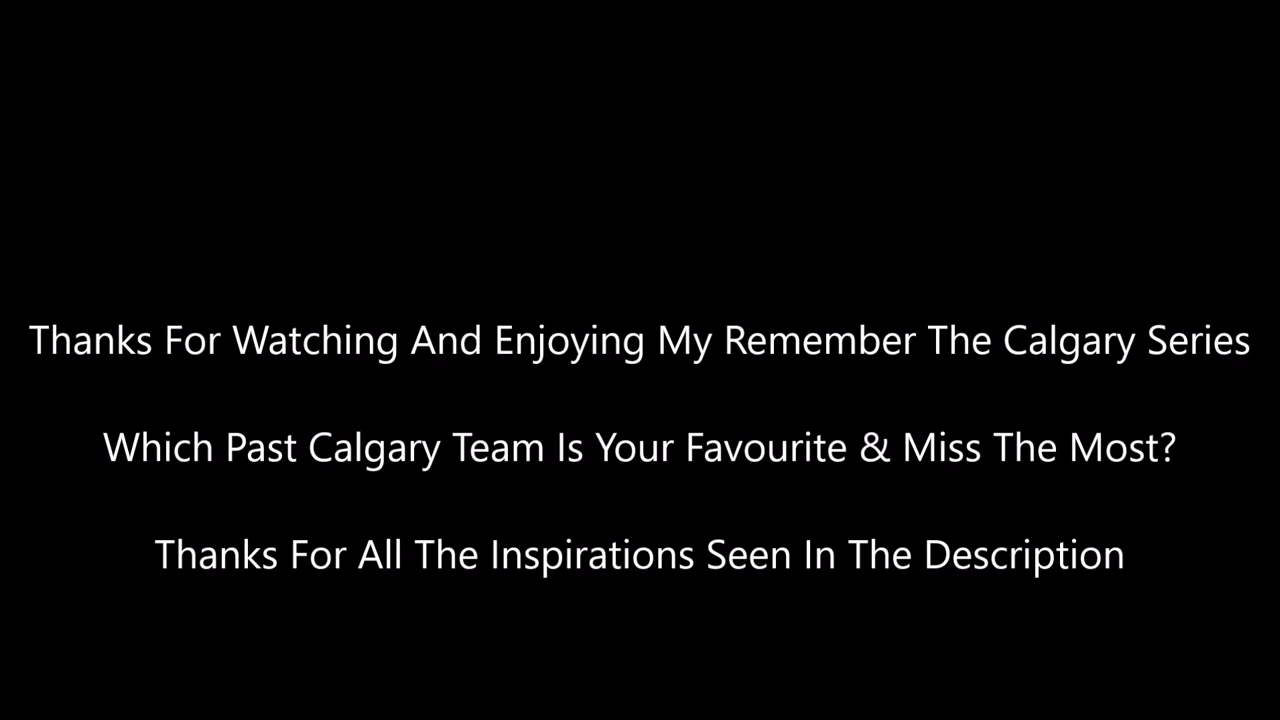 Thanks For Watching And Enjoying My Remember The Calgary Series
Which Past Calgary Team Is Your Favourite & Miss The Most?
Thanks For All The Inspirations Seen In The Description